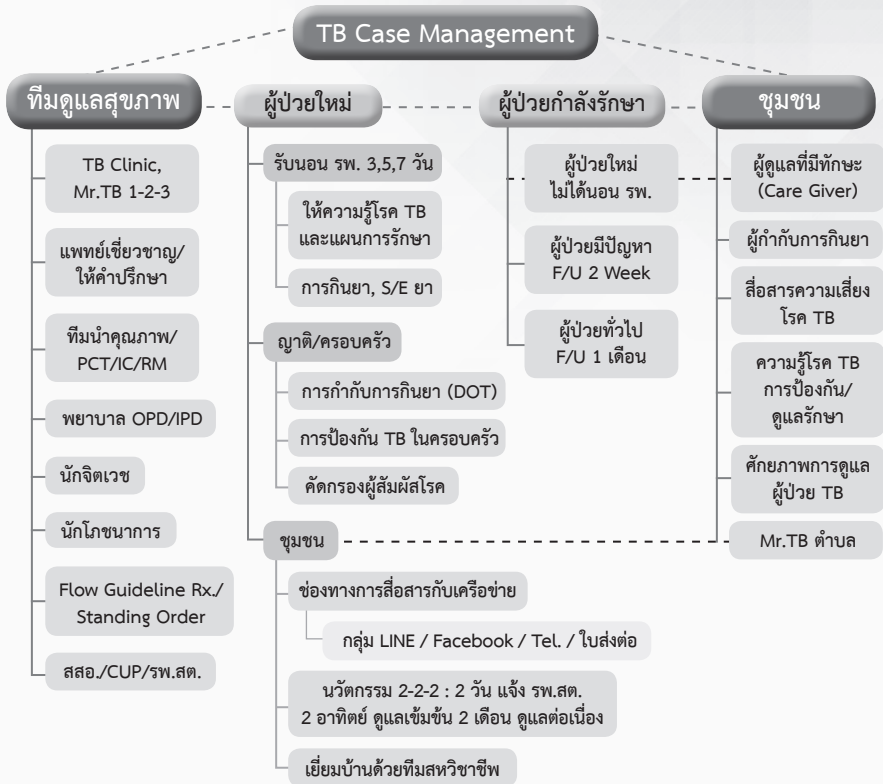 TB Case Management
ทีมดูแลสุขภาพ
TB Clinic,
Mr.TB 1-2-3
แพทย์เชี่ยวชาญ/
ให้คำปรึกษา
ทีมนำคุณภาพ/
PCT/IC/RM
พยาบาล OPD/IPD
นักจิตเวช
นักโภชนาการ
Flow Guideline Rx./
Standing Order
สสอ./CUP/รพ.สต.
ผู้ป่วยใหม่
รับนอน รพ. 3,5,7 วัน
ให้ความรู้โรค TB
และแผนการรักษา
การกินยา, S/E ยา
ญาติ/ครอบครัว
การกำกับการกินยา (DOT)
การป้องกัน TB ในครอบครัว
คัดกรองผู้สัมผัสโรค
ชุมชน
ช่องทางการสื่อสารกับเครือข่าย
กลุ่ม LINE / Facebook / Tel. / ใบส่งต่อ
นวัตกรรม 2-2-2 : 2 วัน แจ้ง รพ.สต.
2 อาทิตย์ ดูแลเข้มข้น 2 เดือน ดูแลต่อเนื่อง
เยี่ยมบ้านด้วยทีมสหวิชาชีพ
ผู้ป่วยกำลังรักษา
ผู้ป่วยใหม่
ไม่ได้นอน รพ.
ผู้ป่วยมีปัญหา
F/U 2 Week
ผู้ป่วยทั่วไป
F/U 1 เดือน
ชุมชน
ผู้ดูแลที่มีทักษะ
(Care Giver)
ผู้กำกับการกินยา
สื่อสารความเสี่ยง
โรค TB
ความรู้โรค TB
การป้องกัน/
ดูแลรักษา
ศักยภาพการดูแล
ผู้ป่วย TB
Mr.TB ตำบล